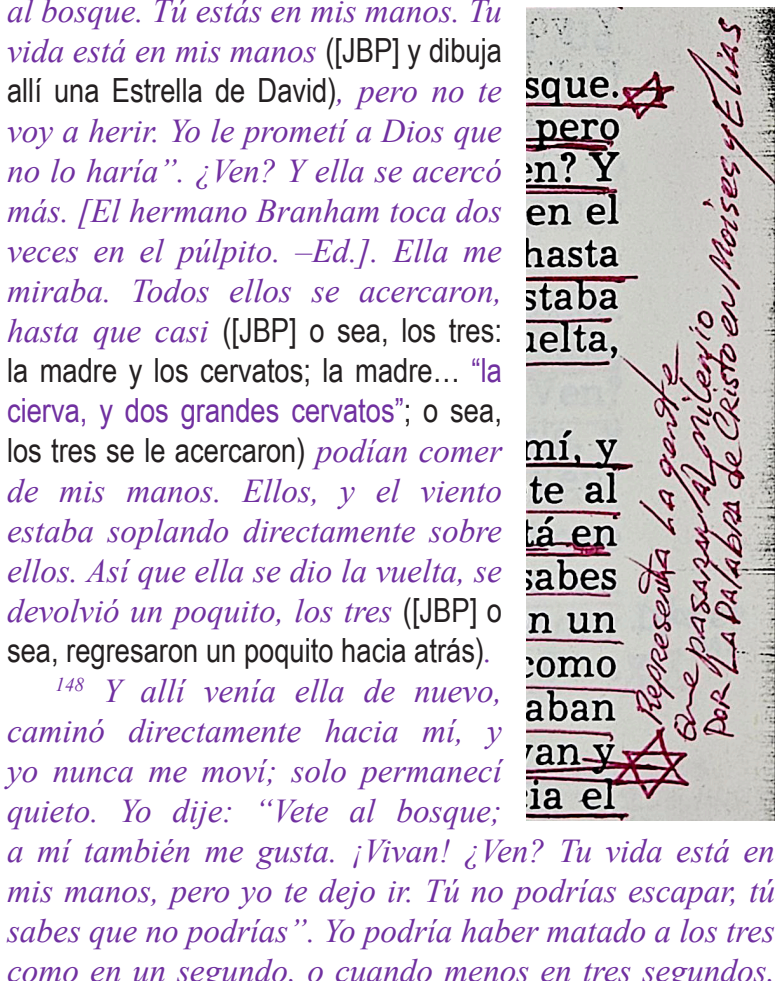 al bosque. Tú estás en mis manos. Tu
vida está en mis manos ([JBP] y dibuja
allí una Estrella de David), pero no te
voy a herir. Yo le prometí a Dios que
no lo haría”. ¿Ven? Y ella se acercó
más. [El hermano Branham toca dos
veces en el púlpito. –Ed.]. Ella me
miraba. Todos ellos se acercaron,
hasta que casi ([JBP] o sea, los tres:
la madre y los cervatos; la madre… “la
cierva, y dos grandes cervatos”; o sea,
los tres se le acercaron) podían comer
de mis manos. Ellos, y el viento
estaba soplando directamente sobre
ellos. Así que ella se dio la vuelta, se
devolvió un poquito, los tres ([JBP] o
sea, regresaron un poquito hacia atrás).
148 Y allí venía ella de nuevo,
caminó directamente hacia mí, y
yo nunca me moví; solo permanecí
quieto. Yo dije: “Vete al bosque;
a mí también me gusta. ¡Vivan! ¿Ven? Tu vida está en
mis manos, pero yo te dejo ir. Tú no podrías escapar, tú
sabes que no podrías”. Yo podría haber matado a los tres
como en un segundo, o cuando menos en tres segundos.
sque.
pero
en? Y
en el
hasta
staba
uelta,
mí, y
te al
tá en
sabes
n un
como
aban
van y
ia el
Representa La gente
que pasaran al milenio
por LA PALABRA de CRisto en Moises y Elias